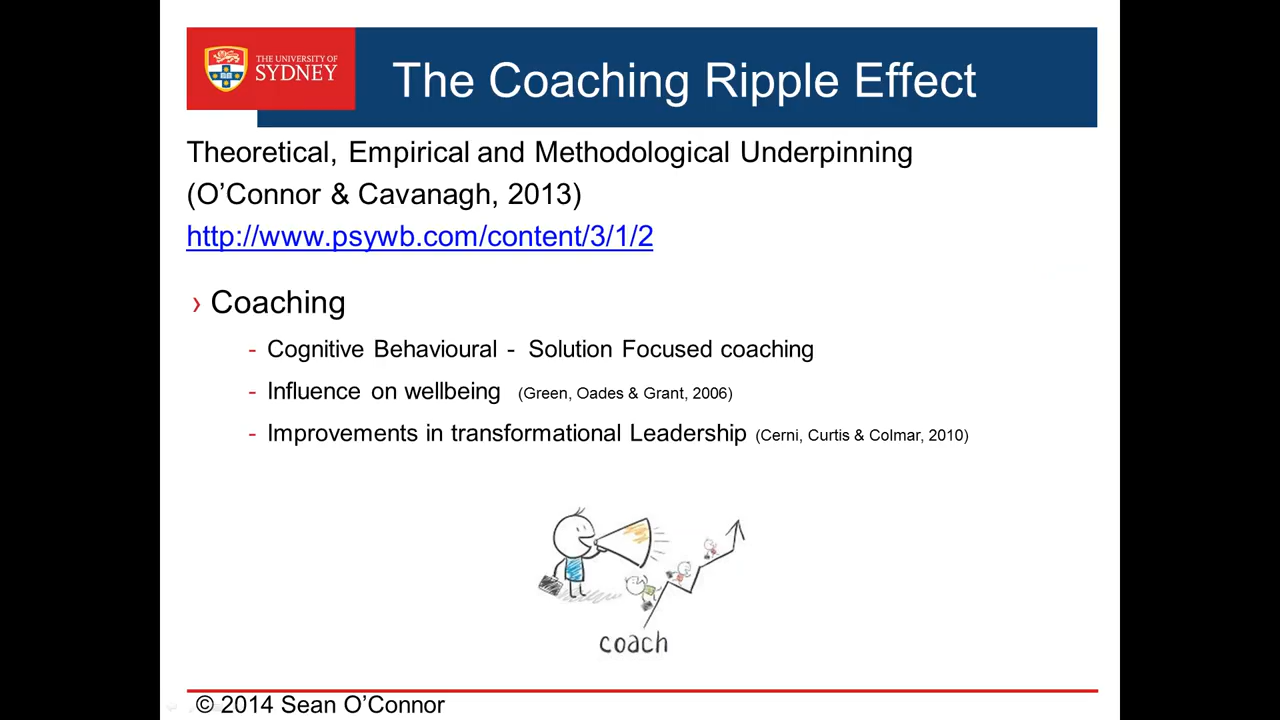 THE UNIVERSITY OF
SYDNEY
The Coaching Ripple Effect
Theoretical, Empirical and Methodological Underpinning
(O'Connor & Cavanagh, 2013)
http://www.psywb.com/content/3/1/2
› Coaching
- Cognitive Behavioural - Solution Focused coaching
- Influence on wellbeing (Green, Oades & Grant, 2006)
- Improvements in transformational Leadership (Cerni, Curtis & Colmar, 2010)
coach
© 2014 Sean O'Connor